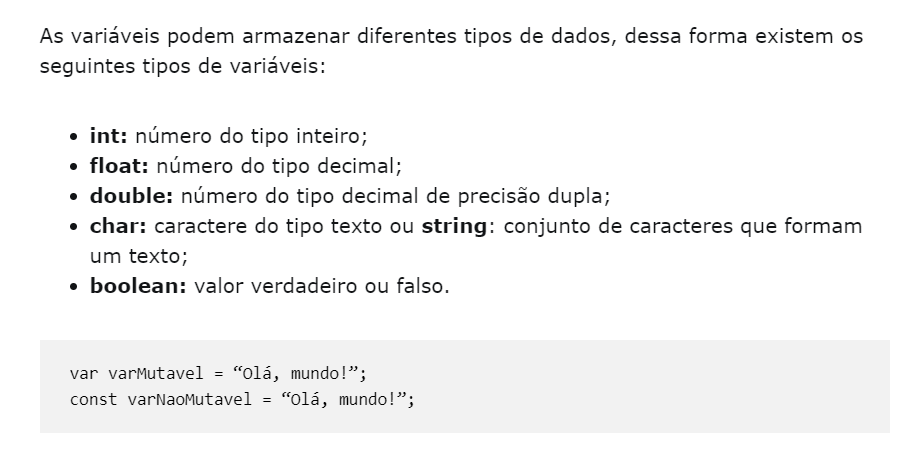 As variáveis podem armazenar diferentes tipos de dados, dessa forma existem os
seguintes tipos de variáveis:
• int: número do tipo inteiro;
• float: número do tipo decimal;
• double: número do tipo decimal de precisão dupla;
• char: caractere do tipo texto ou string: conjunto de caracteres que formam
um texto;
• boolean: valor verdadeiro ou falso.
var varMutavel = “Olá, mundo!”;
const varNaoMutavel = “Olá, mundo!”;